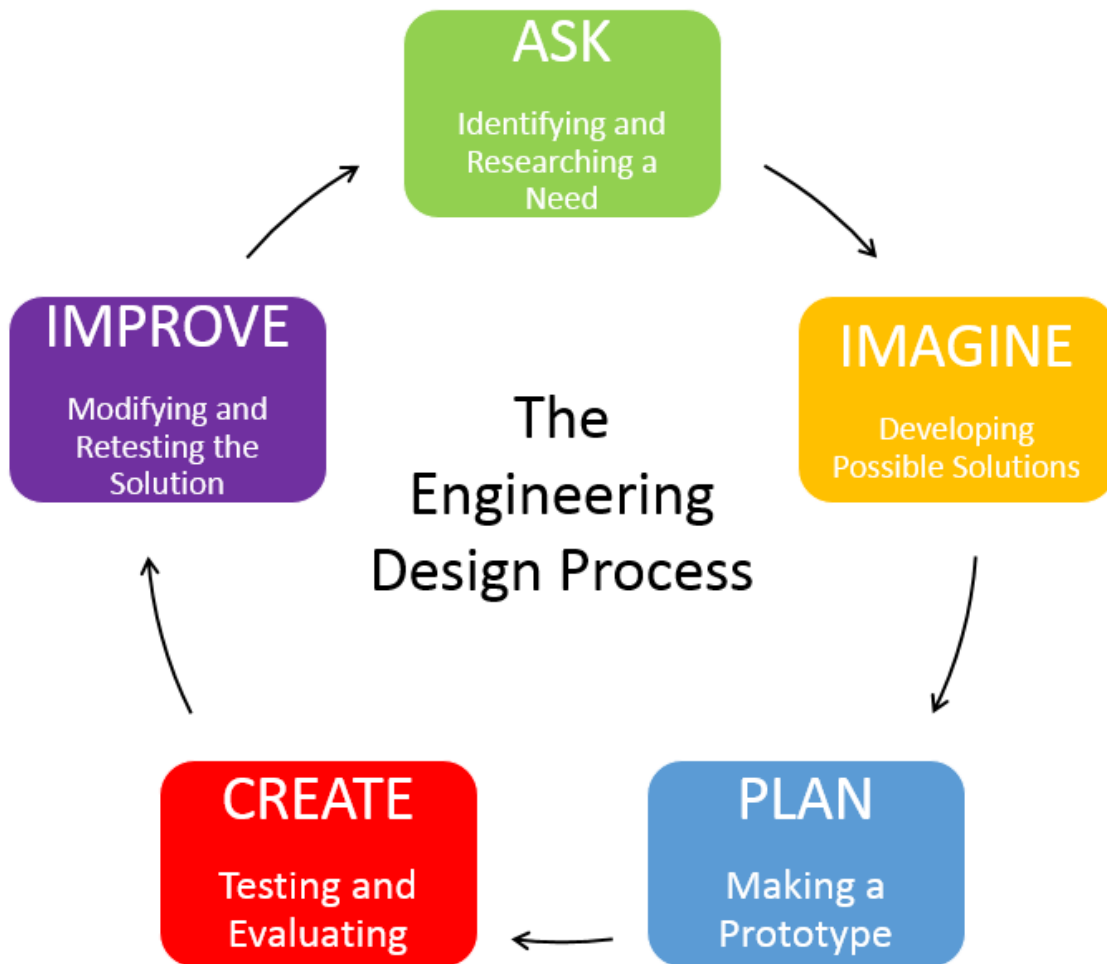 ASK
Identifying and
Researching a
Need
IMAGINE
Developing
Possible Solutions
PLAN
Making a
Prototype
CREATE
Testing and
Evaluating
IMPROVE
Modifying and
Retesting the
Solution
The
Engineering
Design Process